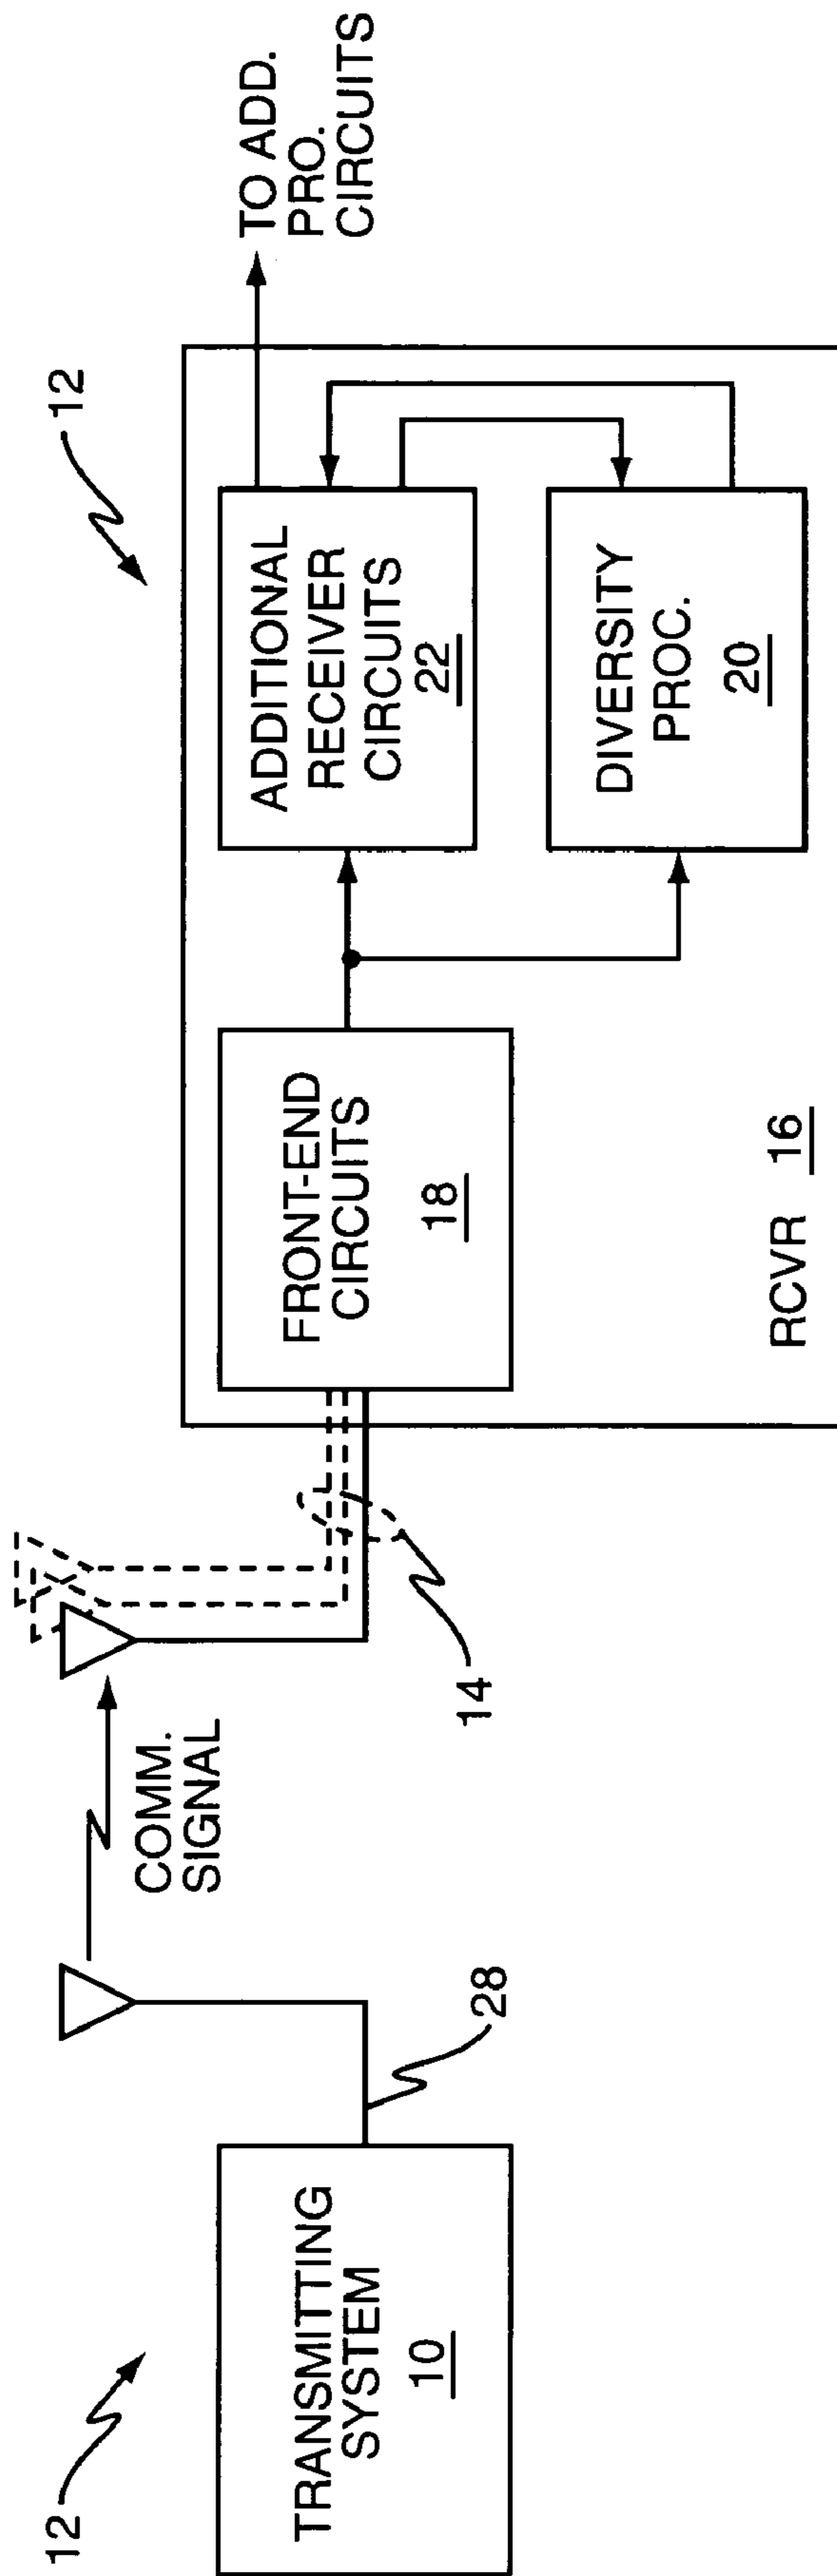 12
TRANSMITTING
SYSTEM
10
28
COMM.
SIGNAL
14
12
RCVR 16
FRONT-END
CIRCUITS
18
ADDITIONAL
RECEIVER
CIRCUITS
22
DIVERSITY
PROC.
20
TO ADD.
PRO.
CIRCUITS